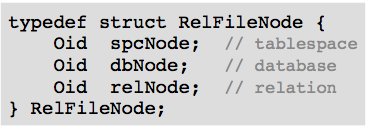 typedef struct RelFileNode {
    Oid  spcNode;  // tablespace
    Oid  dbNode;   // database
    Oid  relNode;  // relation
} RelFileNode;